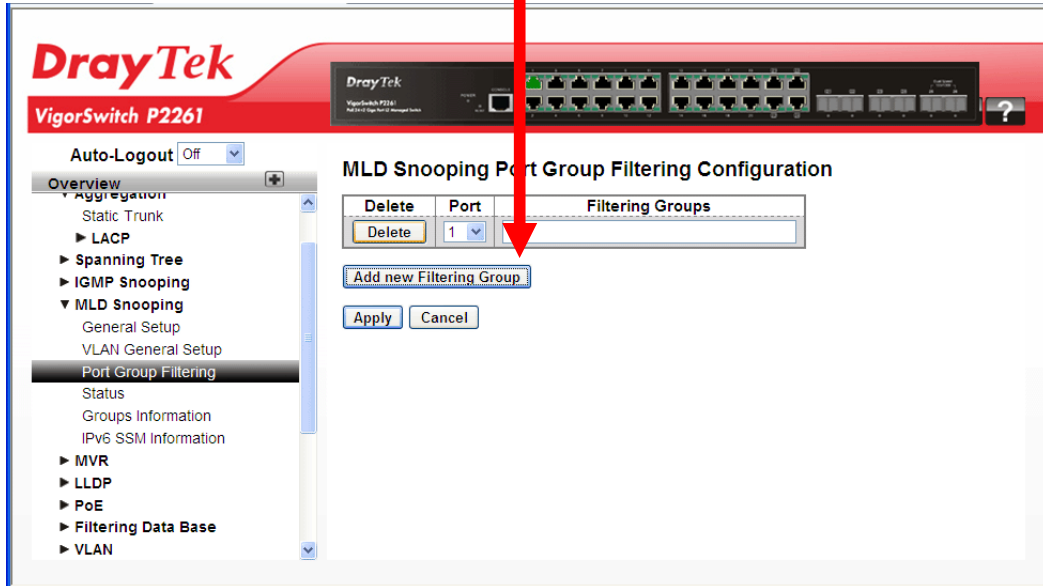 DrayTek
VigorSwitch P2261
DrayTek
VigorSwitch P2261
POWER
CONSOLE
?
Auto-Logout Off
Overview
Aggregation
Static Trunk
LACP
Spanning Tree
IGMP Snooping
MLD Snooping
General Setup
VLAN General Setup
Port Group Filtering
Status
Groups Information
IPv6 SSM Information
MVR
LLDP
PoE
Filtering Data Base
VLAN
MLD Snooping Port Group Filtering Configuration
Delete Port Filtering Groups
Delete 1
Add new Filtering Group
Apply Cancel